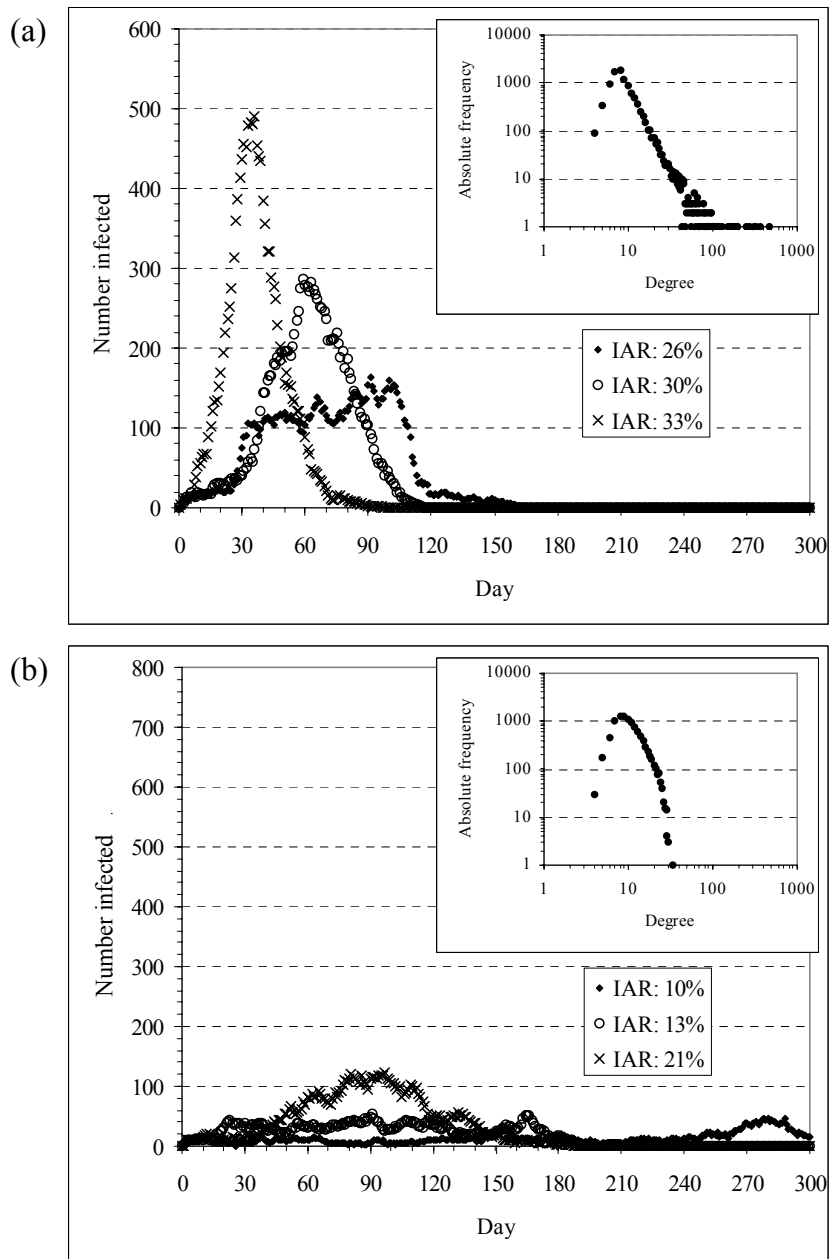 (a)
600
500
400
300
200
100
0
Number infected
0 30 60 90 120 150 180 210 240 270 300
Day
10000
1000
100
10
1
Absolute frequency
1 10 100 1000
Degree
IAR: 26%
IAR: 30%
IAR: 33%
(b)
800
700
600
500
400
300
200
100
0
Number infected
0 30 60 90 120 150 180 210 240 270 300
Day
10000
1000
100
10
1
Absolute frequency
1 10 100 1000
Degree
IAR: 10%
IAR: 13%
IAR: 21%